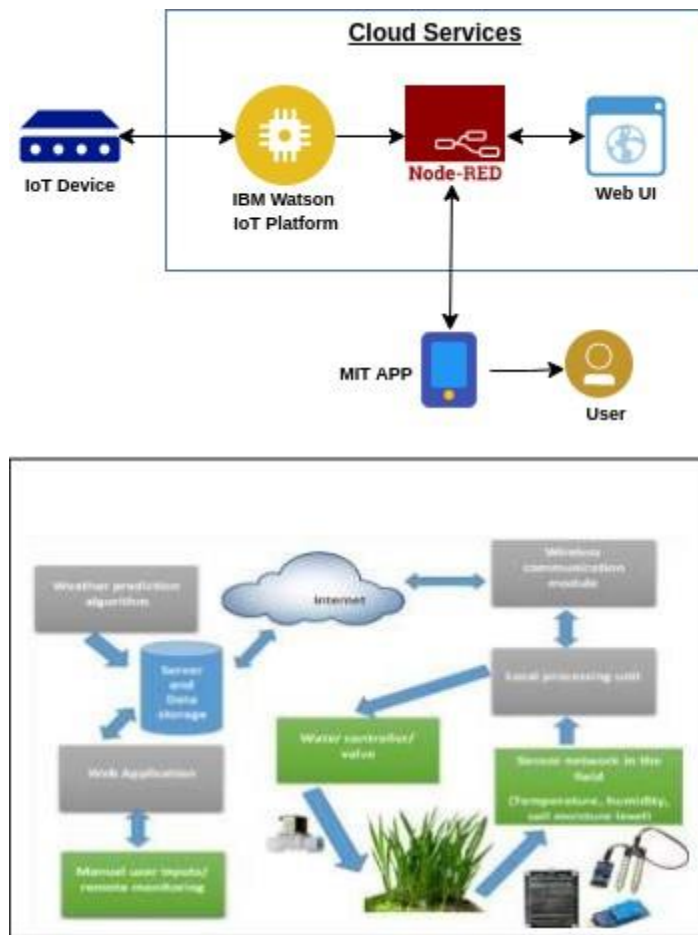 Cloud Services
IoT Device
IBM Watson
IoT Platform
Node-RED
Web UI
MIT APP
User
Weather prediction
algorithm
Internet
Wireless
communication
module
Server
and
Data
storage
Local processing unit
Water controller/
valve
Web Application
Sensor network in the
field
(Temperature, humidity,
soil moisture level)
Manual user inputs/
remote monitoring